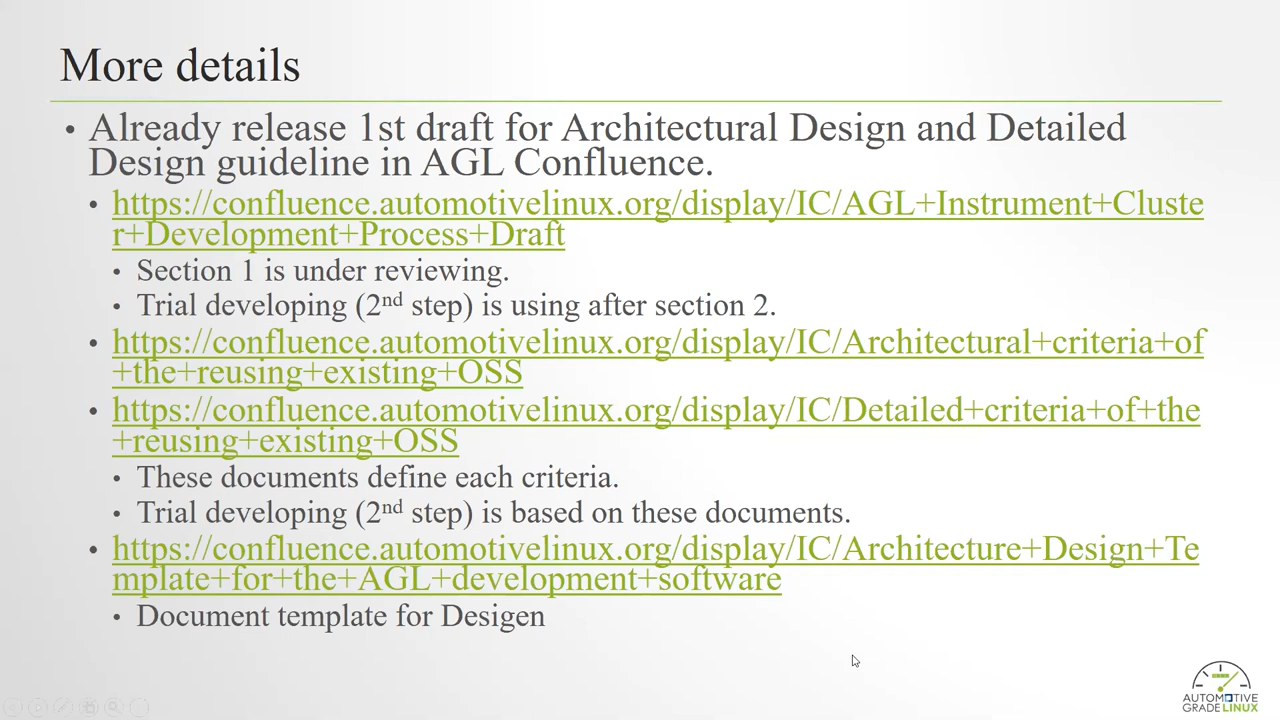 More details
• Already release 1st draft for Architectural Design and Detailed
Design guideline in AGL Confluence.
• https://confluence.automotivelinux.org/display/IC/AGL+Instrument+Cluste
r+Development+Process+Draft
• Section 1 is under reviewing.
• Trial developing (2nd step) is using after section 2.
• https://confluence.automotivelinux.org/display/IC/Architectural+criteria+of
+the+reusing+existing+OSS
• https://confluence.automotivelinux.org/display/IC/Detailed+criteria+of+the
+reusing+existing+OSS
• These documents define each criteria.
• Trial developing (2nd step) is based on these documents.
• https://confluence.automotivelinux.org/display/IC/Architecture+Design+Te
mplate+for+the+AGL+development+software
• Document template for Desigen
AUTOMOTIVE
GRADELINUX